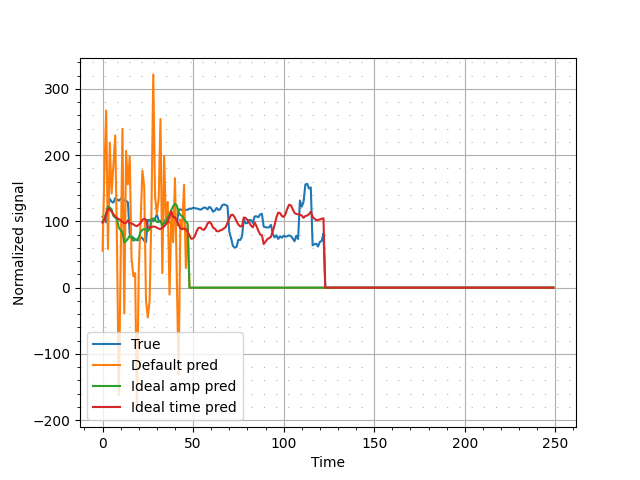 300
200
100
0
−100
−200
Normalized signal
True
Default pred
Ideal amp pred
Ideal time pred
0 50 100 150 200 250
Time